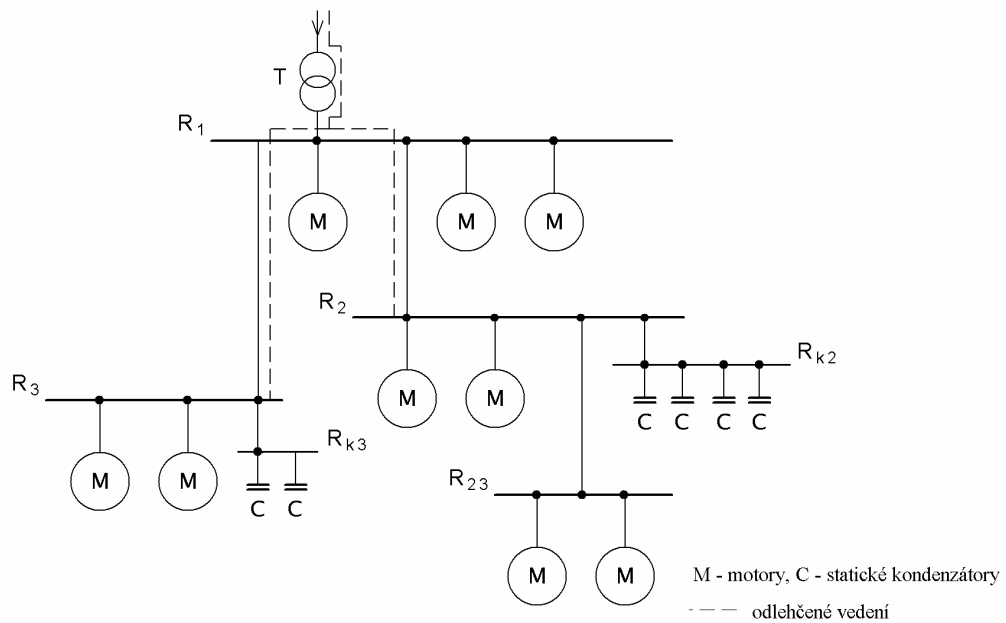 T
R1
M
M
M
R2
Rk2
M
M
C
C
C
C
R3
Rk3
M
M
C
C
R23
M
M
M - motory, C - statické kondenzátory
odlehčené vedení